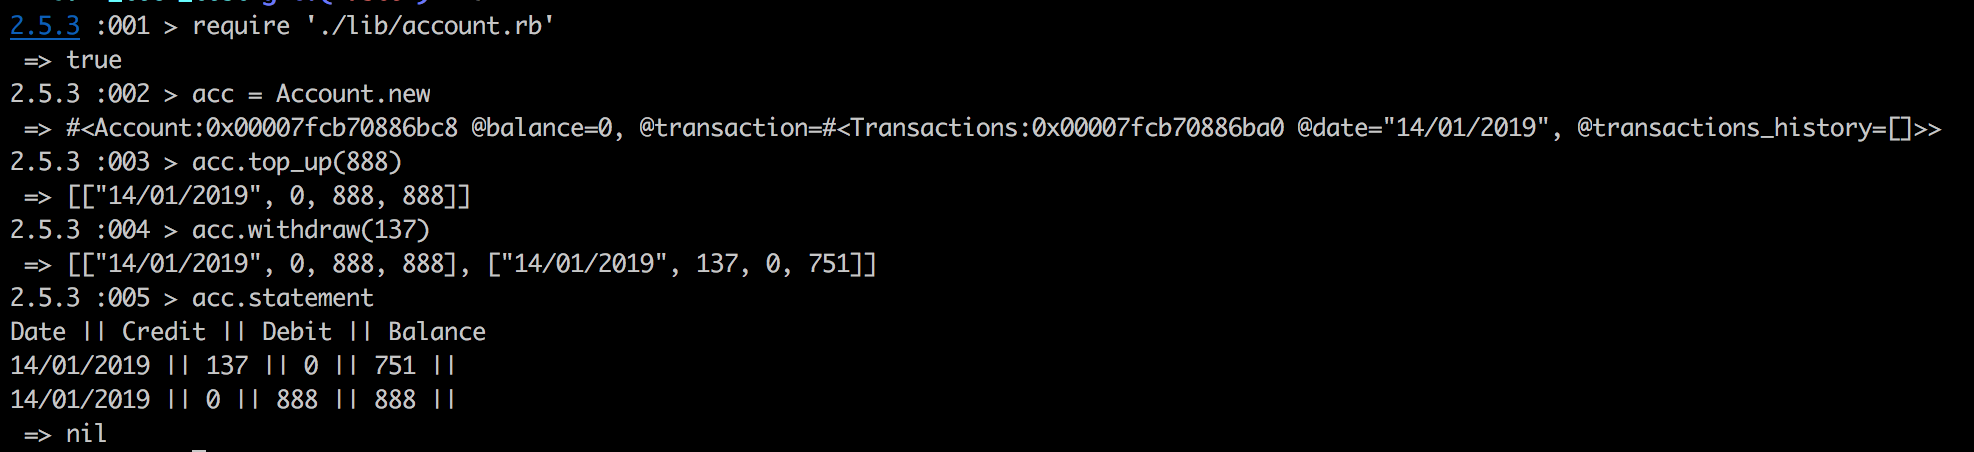 2.5.3 :001 > require './lib/account.rb'
=> true
2.5.3 :002 > acc = Account.new
=> #<Account:0x00007fcb70886bc8 @balance=0, @transaction=#<Transactions:0x00007fcb70886ba0 @date="14/01/2019", @transactions_history=[]>>
2.5.3 :003 > acc.top_up(888)
=> [["14/01/2019", 0, 888, 888]]
2.5.3 :004 > acc.withdraw(137)
=> [["14/01/2019", 0, 888, 888], ["14/01/2019", 137, 0, 751]]
2.5.3 :005 > acc.statement
Date || Credit || Debit || Balance
14/01/2019 || 137 || 0 || 751 ||
14/01/2019 || 0 || 888 || 888 ||
=> nil